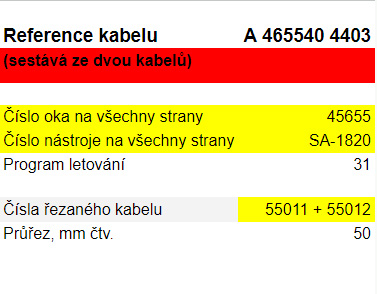 Reference kabelu A 465540 4403
(sestává ze dvou kabelů)
Číslo oka na všechny strany 45655
Číslo nástroje na všechny strany SA-1820
Program letování 31
Čísla řezaného kabelu 55011 + 55012
Průřez, mm čtv. 50